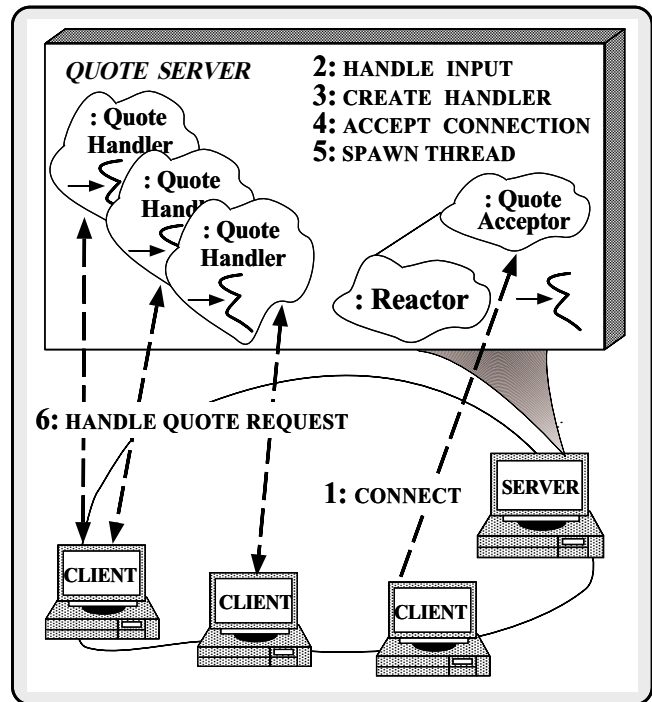 QUOTE SERVER
2: HANDLE INPUT
3: CREATE HANDLER
4: ACCEPT CONNECTION
5: SPAWN THREAD
: Quote
Handler
: Quote
Hand
: Quote
Handler
: Quote
Acceptor
: Reactor
6: HANDLE QUOTE REQUEST
1: CONNECT
SERVER
CLIENT
CLIENT
CLIENT